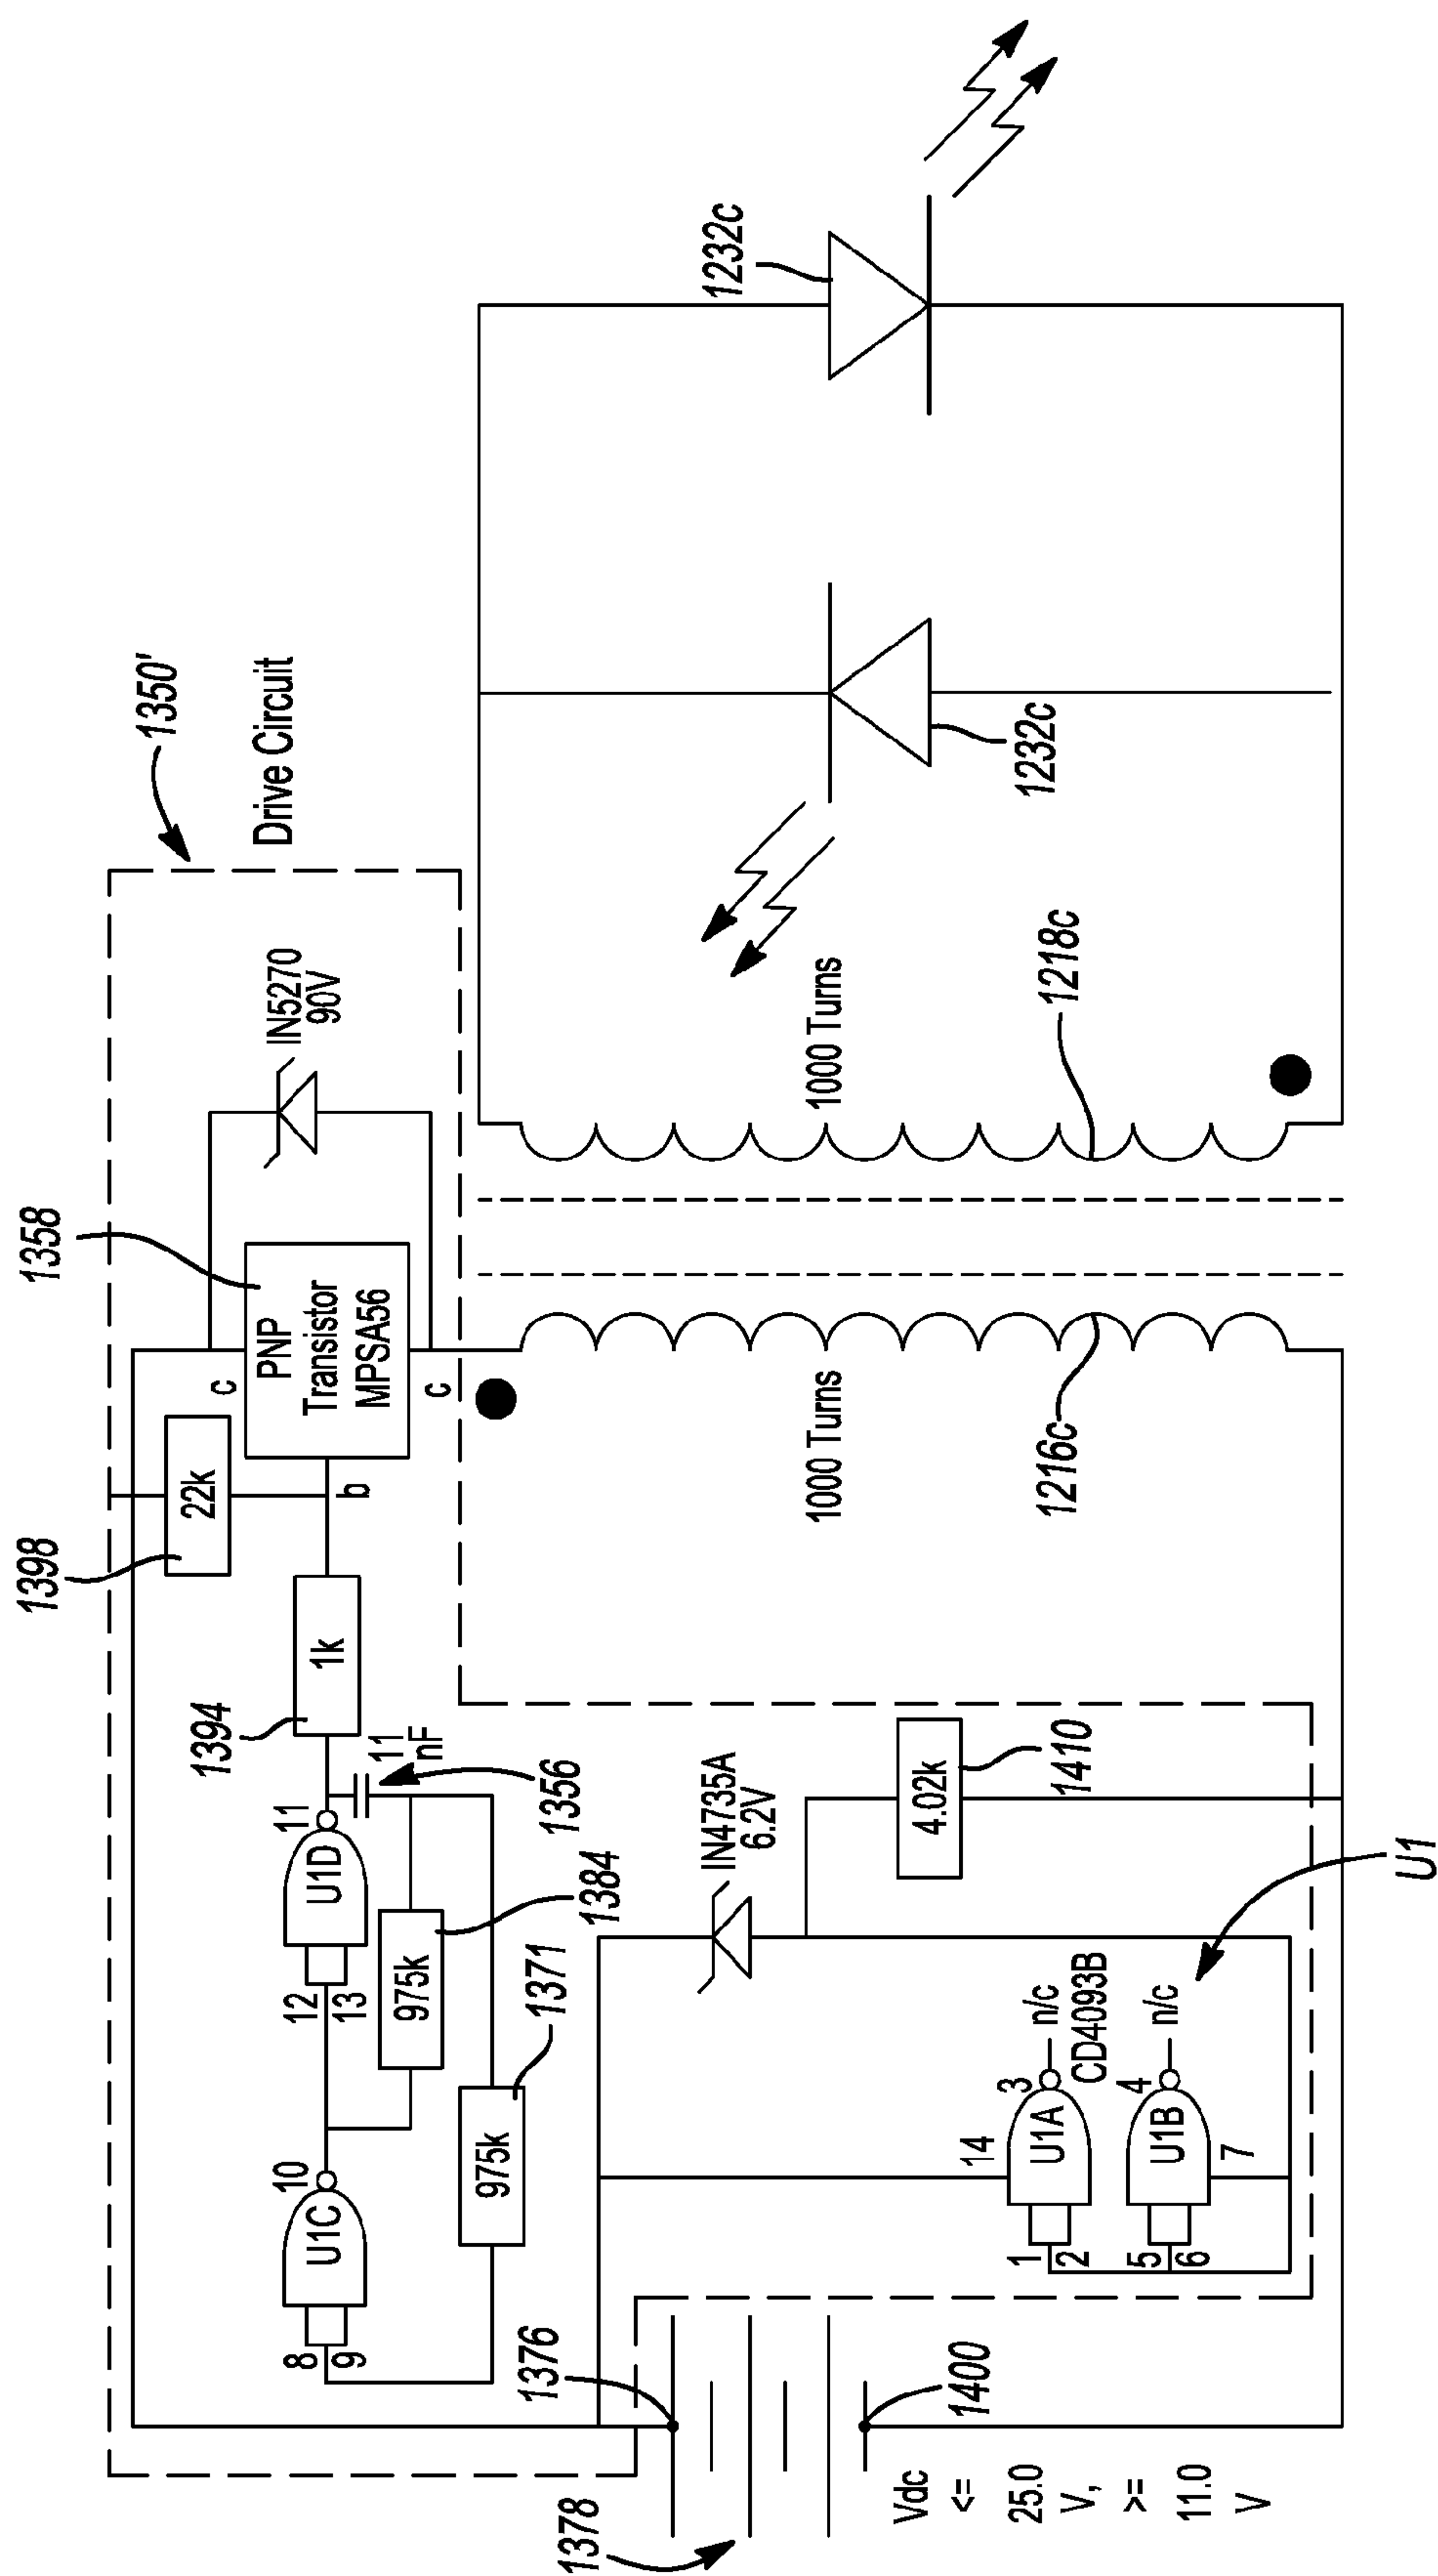 1350'
Drive Circuit
1358
1398
22k
c
PNP
Transistor
MPSA56
c
b
IN5270
90V
1394
1k
11
nF
1356
11
U1D
12
13
975k
1384
10
U1C
8
9
975k
1371
1376
1378
1400
Vdc
<=
25.0
V,
>=
11.0
V
IN4735A
6.2V
4.02k
1410
14
3
n/c
U1A
1
2
CD4093B
4
n/c
U1B
5
6
7
U1
1000 Turns
1216c
1000 Turns
1218c
1232c
1232c